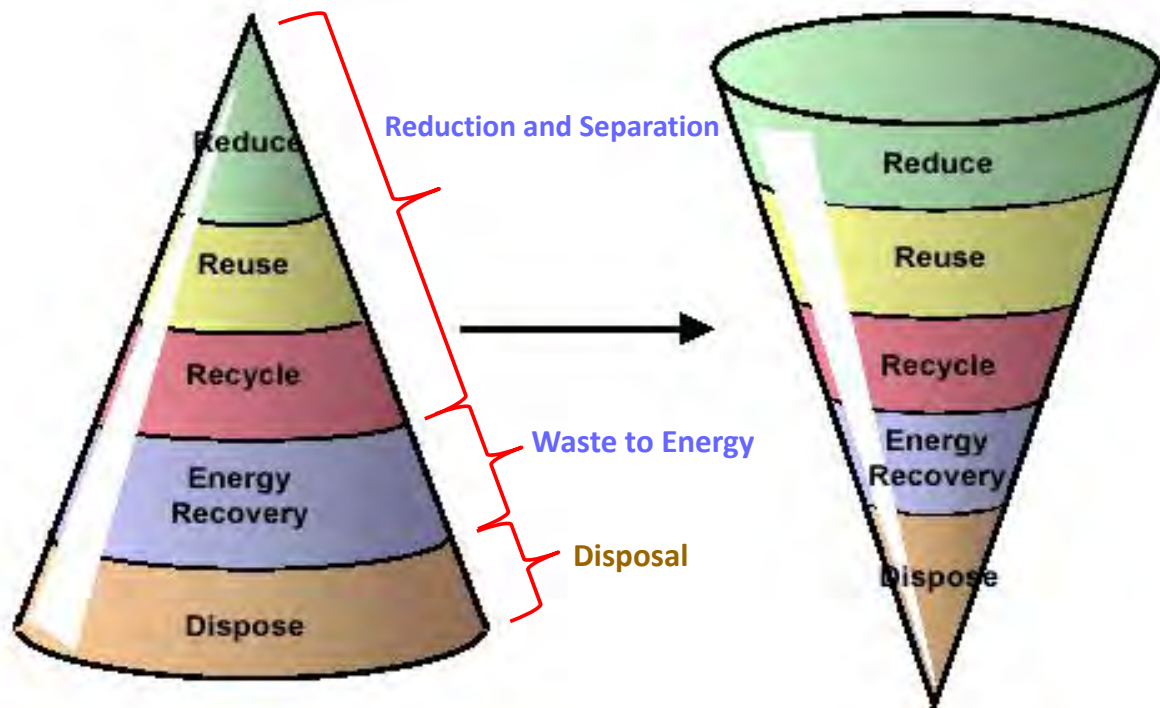 Reduce
Reuse
Recycle
Energy
Recovery
Dispose
Reduction and Separation
Waste to Energy
Disposal
Reduce
Reuse
Recycle
Energy
Recovery
Dispose